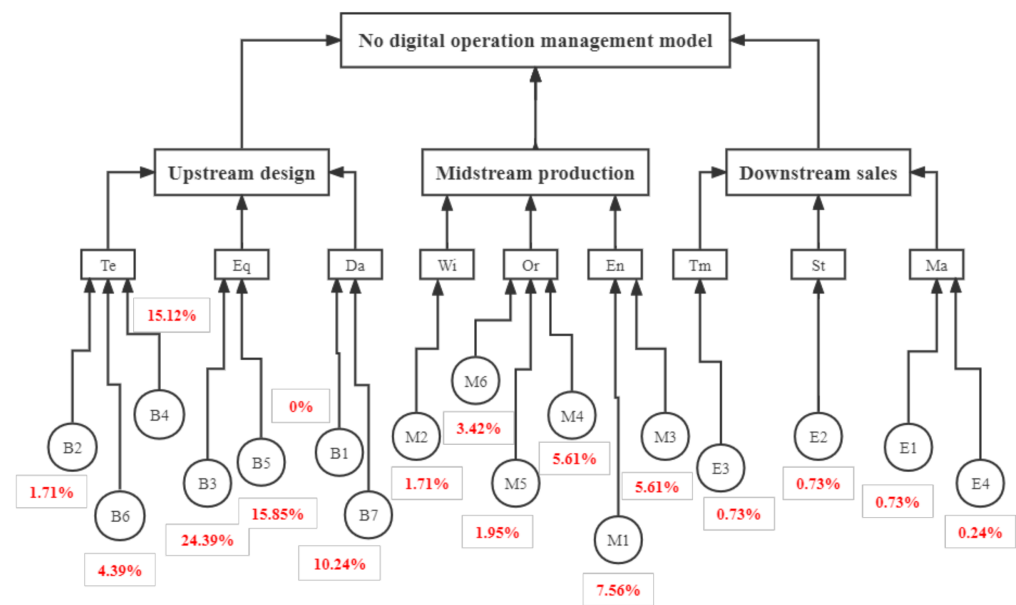 No digital operation management model
Upstream design
Midstream production
Downstream sales
Te
Eq
Da
Wi
Or
En
Tm
St
Ma
15.12%
M6
B4
0%
M4
3.42%
B2
B5
B1
M2
M3
E2
E1
5.61%
B3
M5
E3
E4
1.71%
1.71%
5.61%
0.73%
0.73%
B6
15.85%
B7
0.73%
24.39%
1.95%
0.24%
M1
4.39%
10.24%
7.56%